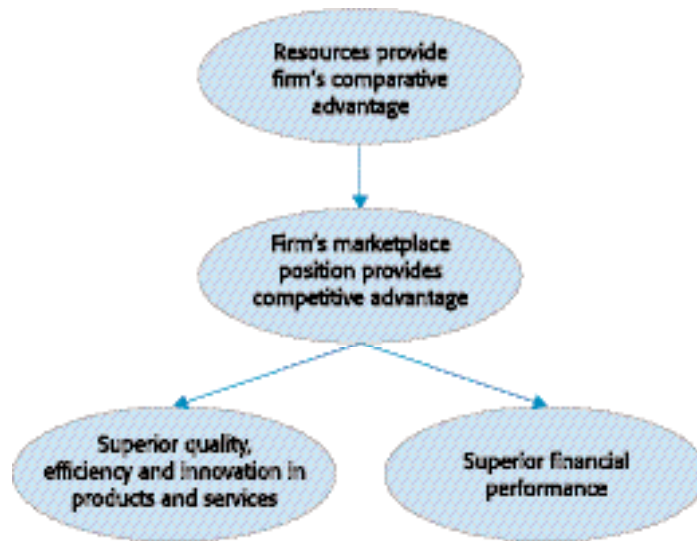 Resources provide
firm's comparative
advantage
Firm's marketplace
position provides
competitive advantage
Superior quality,
efficiency and innovation in
products and services
Superior financial
performance